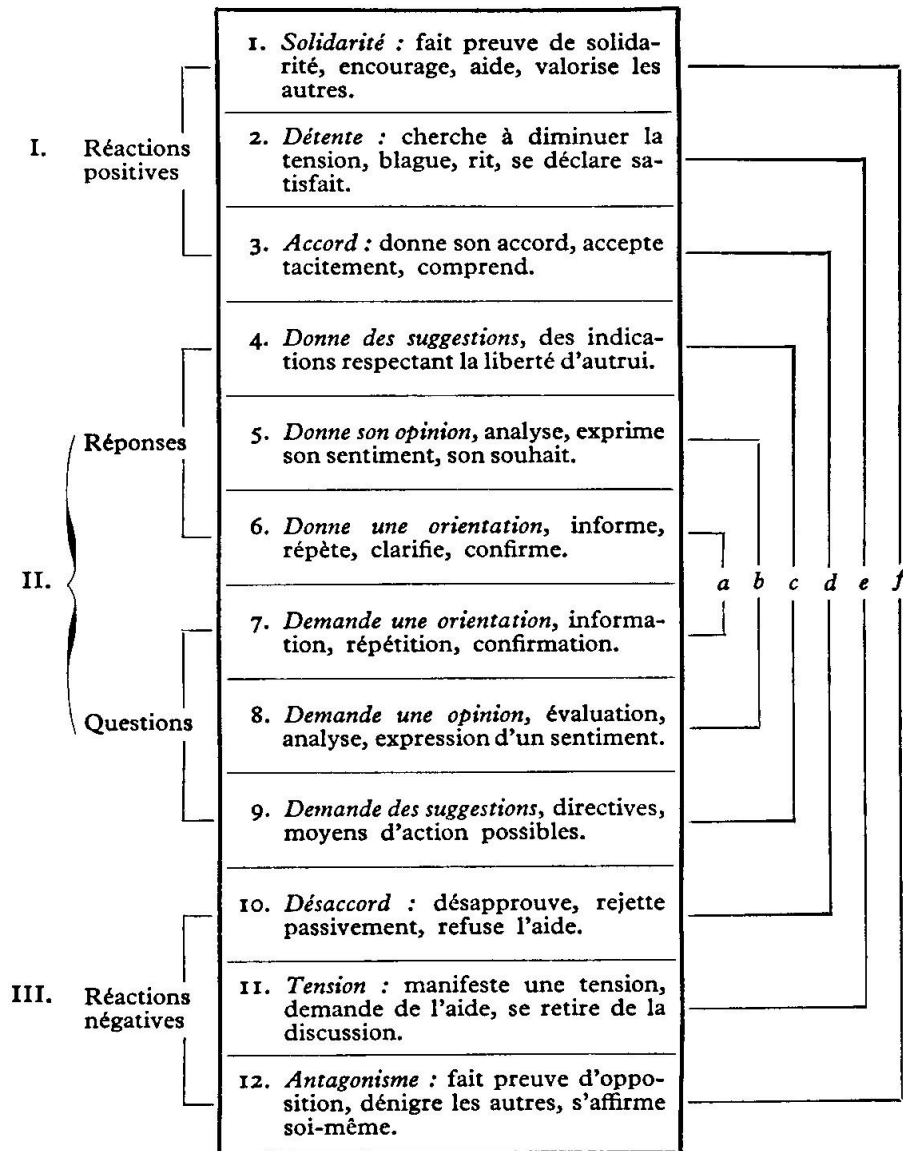 1. Solidarité : fait preuve de solida-
rité, encourage, aide, valorise les
autres.
I. Réactions
positives
2. Détente : cherche à diminuer la
tension, blague, rit, se déclare sa-
tisfait.
3. Accord : donne son accord, accepte
tacitement, comprend.
4. Donne des suggestions, des indica-
tions respectant la liberté d'autrui.
Réponses
5. Donne son opinion, analyse, exprime
son sentiment, son souhait.
6. Donne une orientation, informe,
répète, clarifie, confirme.
II.
a b c d e f
7. Demande une orientation, informa-
tion, répétition, confirmation.
Questions
8. Demande une opinion, évaluation,
analyse, expression d'un sentiment.
9. Demande des suggestions, directives,
moyens d'action possibles.
10. Désaccord : désapprouve, rejette
passivement, refuse l'aide.
III. Réactions
négatives
11. Tension : manifeste une tension,
demande de l'aide, se retire de la
discussion.
12. Antagonisme : fait preuve d'oppo-
sition, dénigre les autres, s'affirme
soi-même.